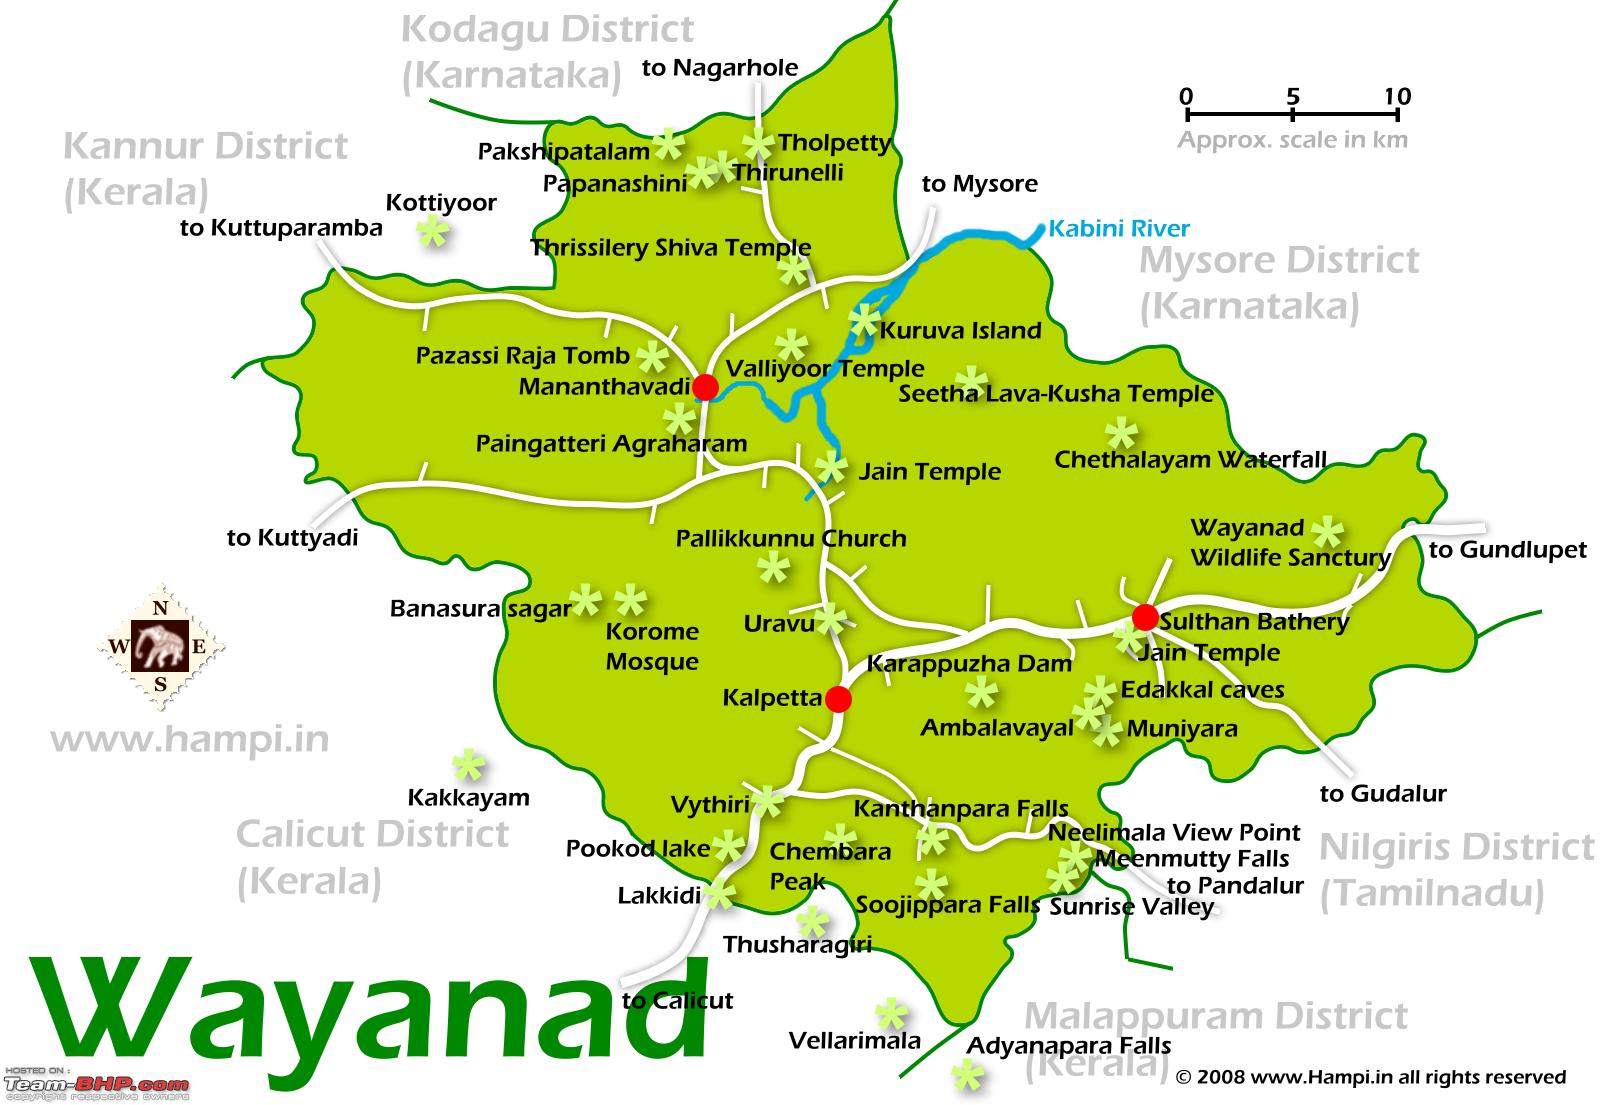 Kodagu District
(Karnataka)
to Nagarhole
0 5 10
Approx. scale in km
Kannur District
(Kerala)
Pakshipatalam
Tholpetty
Papanashini
Thirunelli
to Mysore
Kottiyoor
to Kuttuparamba
Kabini River
Thrissilery Shiva Temple
Mysore District
(Karnataka)
Kuruva Island
Pazassi Raja Tomb
Valliyoor Temple
Mananthavadi
Seetha Lava-Kusha Temple
Paingatteri Agraharam
Chethalayam Waterfall
Jain Temple
Wayanad
Wildlife Sanctury
to Kuttyadi
Pallikkunnu Church
to Gundlupet
Banasura sagar
Korome
Mosque
Uravu
Sulthan Bathery
Jain Temple
Karappuzha Dam
Edakkal caves
Kalpetta
Ambalavayal
Muniyara
N
W E
S
www.hampi.in
Kakkayam
Vythiri
Kanthanpara Falls
to Gudalur
Calicut District
(Kerala)
Neelimala View Point
Pookod lake
Chembara
Peak
Meenmutty Falls
Nilgiris District
(Tamilnadu)
to Pandalur
Lakkidi
Soojippara Falls
Sunrise Valley
Thusharagiri
Wayanad
to Calicut
Malappuram District
(Kerala)
Vellarimala
Adyanapara Falls
HOSTED ON :
Team-BHP.com
copyright respective owners
© 2008 www.Hampi.in all rights reserved